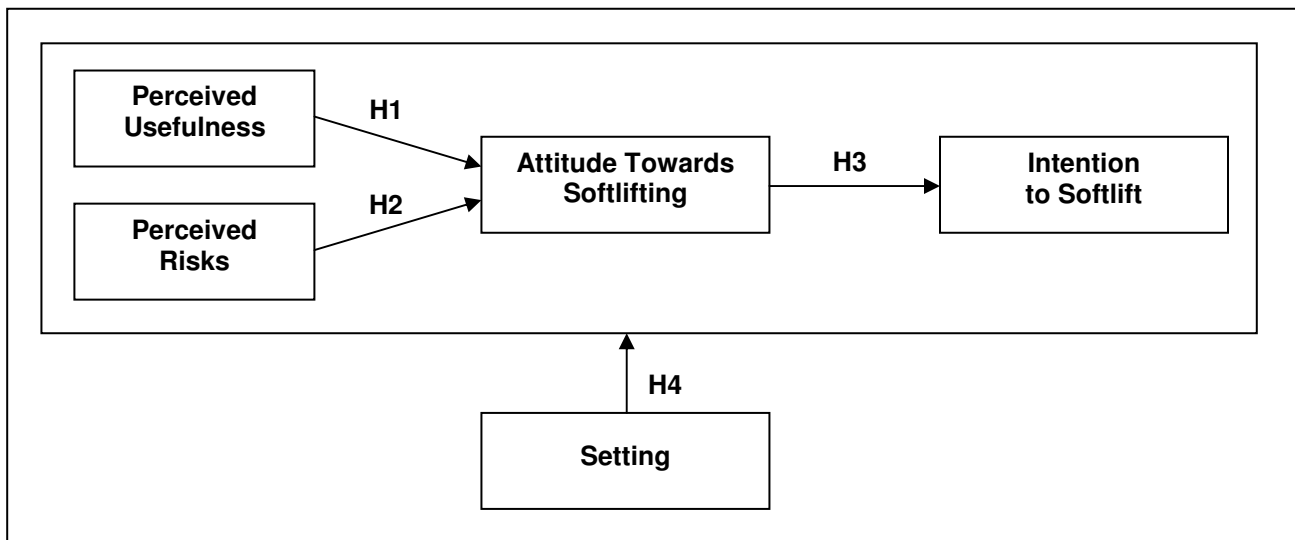 Perceived
Usefulness
H1
Attitude Towards
Softlifting
H3
Intention
to Softlift
H2
Perceived
Risks
H4
Setting